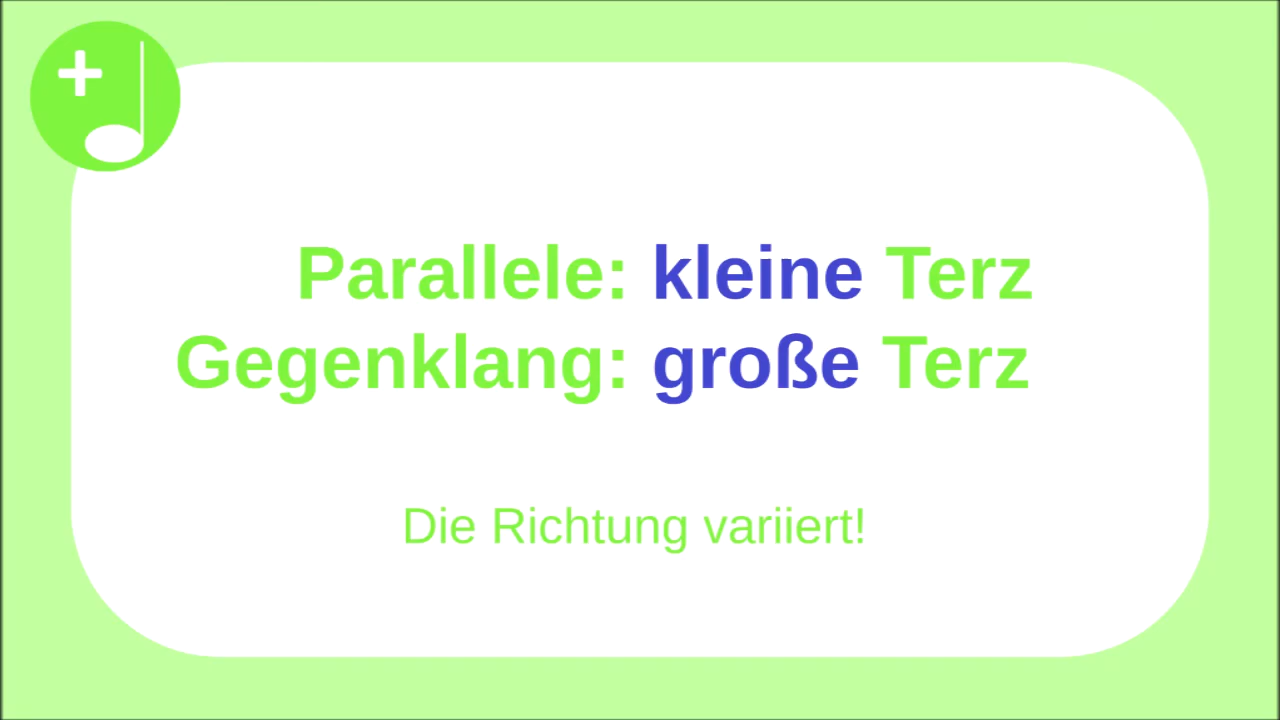 Parallele: kleine Terz
Gegenklang: große Terz
Die Richtung variiert!